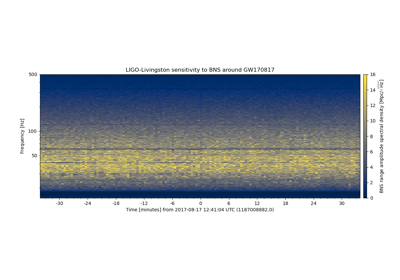 LIGO-Livingston sensitivity to BNS around GW170817
500
100
50
Frequency [Hz]
-30 -24 -18 -12 -6 0 6 12 18 24 30
Time [minutes] from 2017-08-17 12:41:04 UTC (1187008882.0)
16
14
12
10
8
6
4
2
0
BNS range amplitude spectral density [Mpc/√Hz]